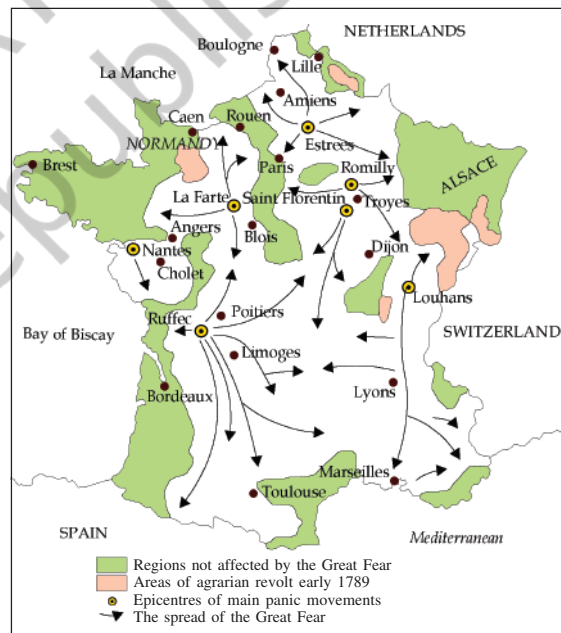 NETHERLANDS
Boulogne
Lille
La Manche
Amiens
Caen
Rouen
NORMANDY
Estrees
Brest
Paris
Romilly
ALSACE
La Farte
Saint Florentin
Troyes
Angers
Blois
Nantes
Dijon
Cholet
Louhans
Ruffec
Poitiers
Bay of Biscay
SWITZERLAND
Limoges
Bordeaux
Lyons
Marseilles
Toulouse
SPAIN
Mediterranean
Regions not affected by the Great Fear
Areas of agrarian revolt early 1789
Epicentres of main panic movements
The spread of the Great Fear